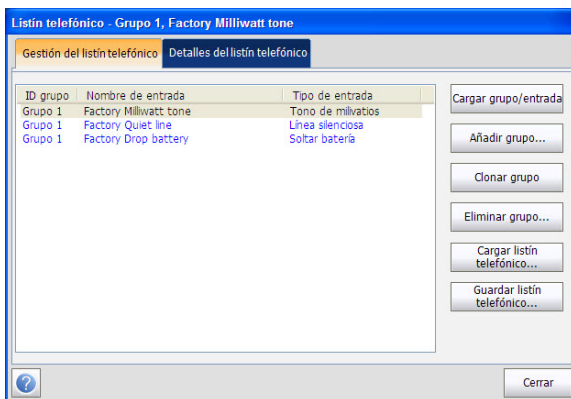 Listín telefónico - Grupo 1, Factory Milliwatt tone
Gestión del listín telefónico
Detalles del listín telefónico
ID grupo Nombre de entrada Tipo de entrada
Grupo 1 Factory Milliwatt tone Tono de milivatios
Grupo 1 Factory Quiet line Línea silenciosa
Grupo 1 Factory Drop battery Soltar batería
Cargar grupo/entrada
Añadir grupo...
Clonar grupo
Eliminar grupo...
Cargar listín
telefónico...
Guardar listín
telefónico...
?
Cerrar